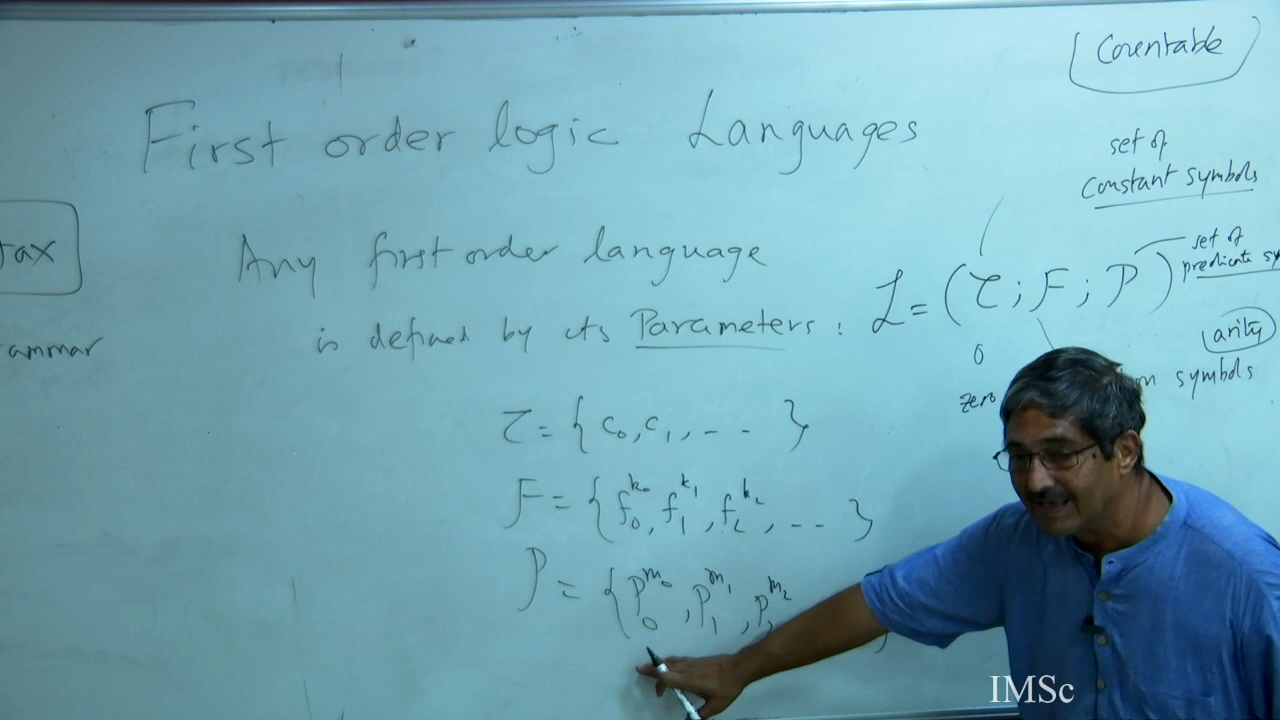 Countable
First order logic Languages
set of
constant symbols
tax
Any first order language
set of
predicate sy
L = (C ; F ; P)
is defined by its Parameters :
arity
ammar
0
on symbols
zero
C = { c₀, c₁, - - }
F = { f₀^k₀, f₁^k₁, f₂^k₂, - - }
P = { P₀^m₀, P₁^m₁, P₂^m₂
IMSc